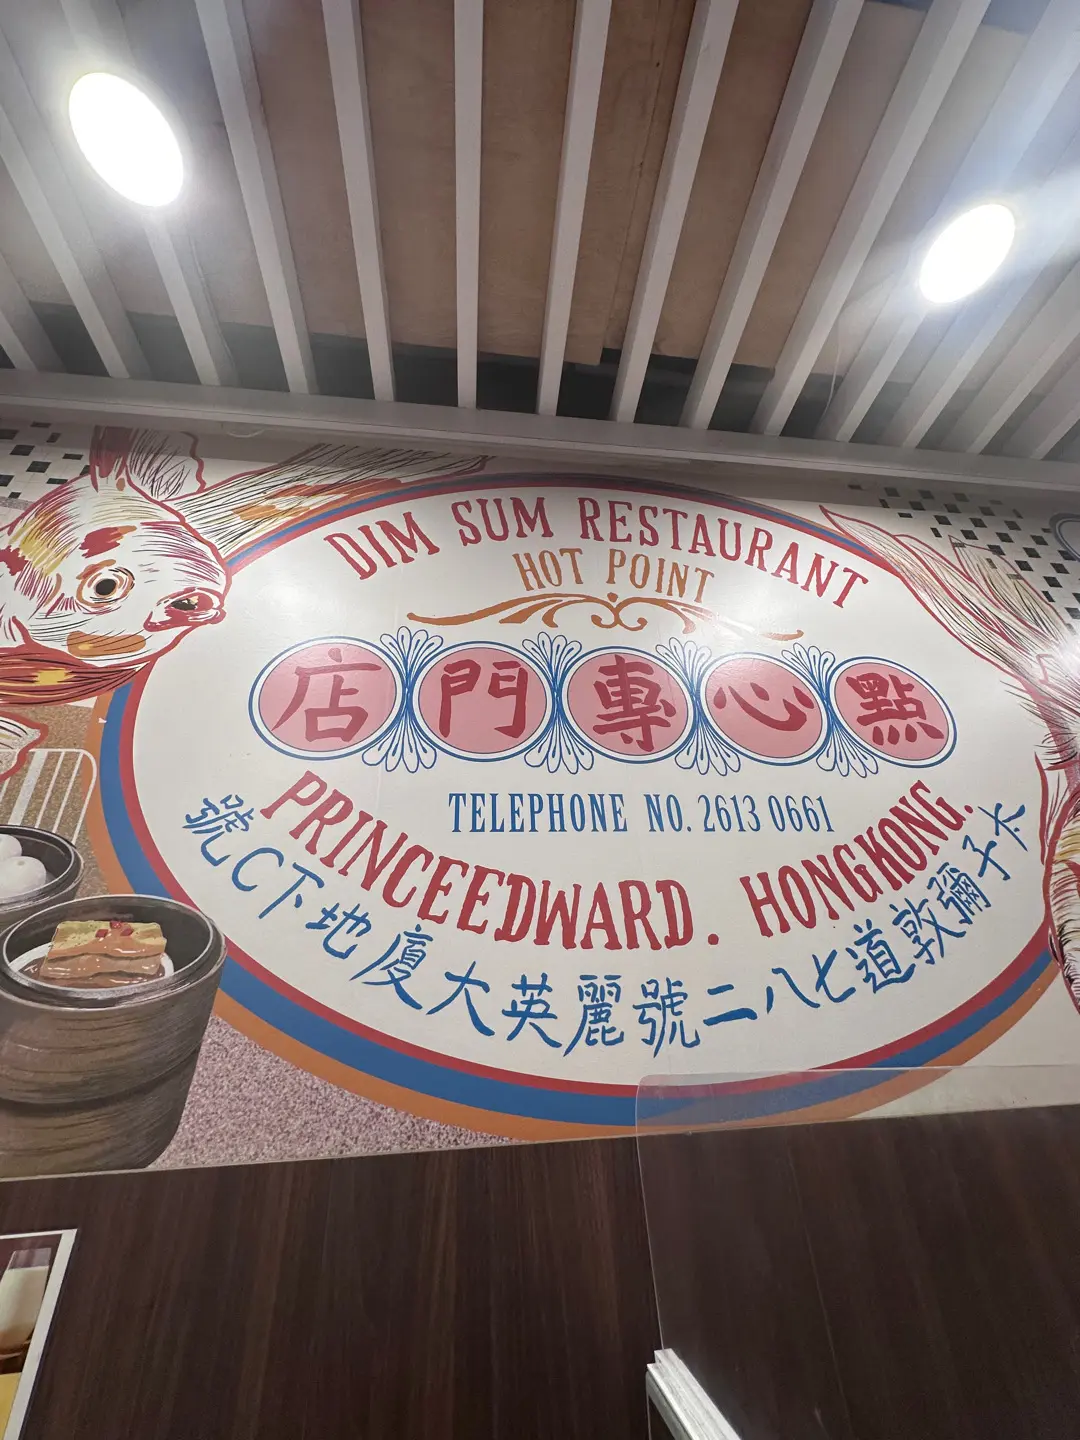 DIM SUM RESTAURANT
HOT POINT
點心專門店
TELEPHONE NO. 2613 0661
PRINCEEDWARD. HONGKONG.
太子彌敦道七八二號麗英大廈地下C號